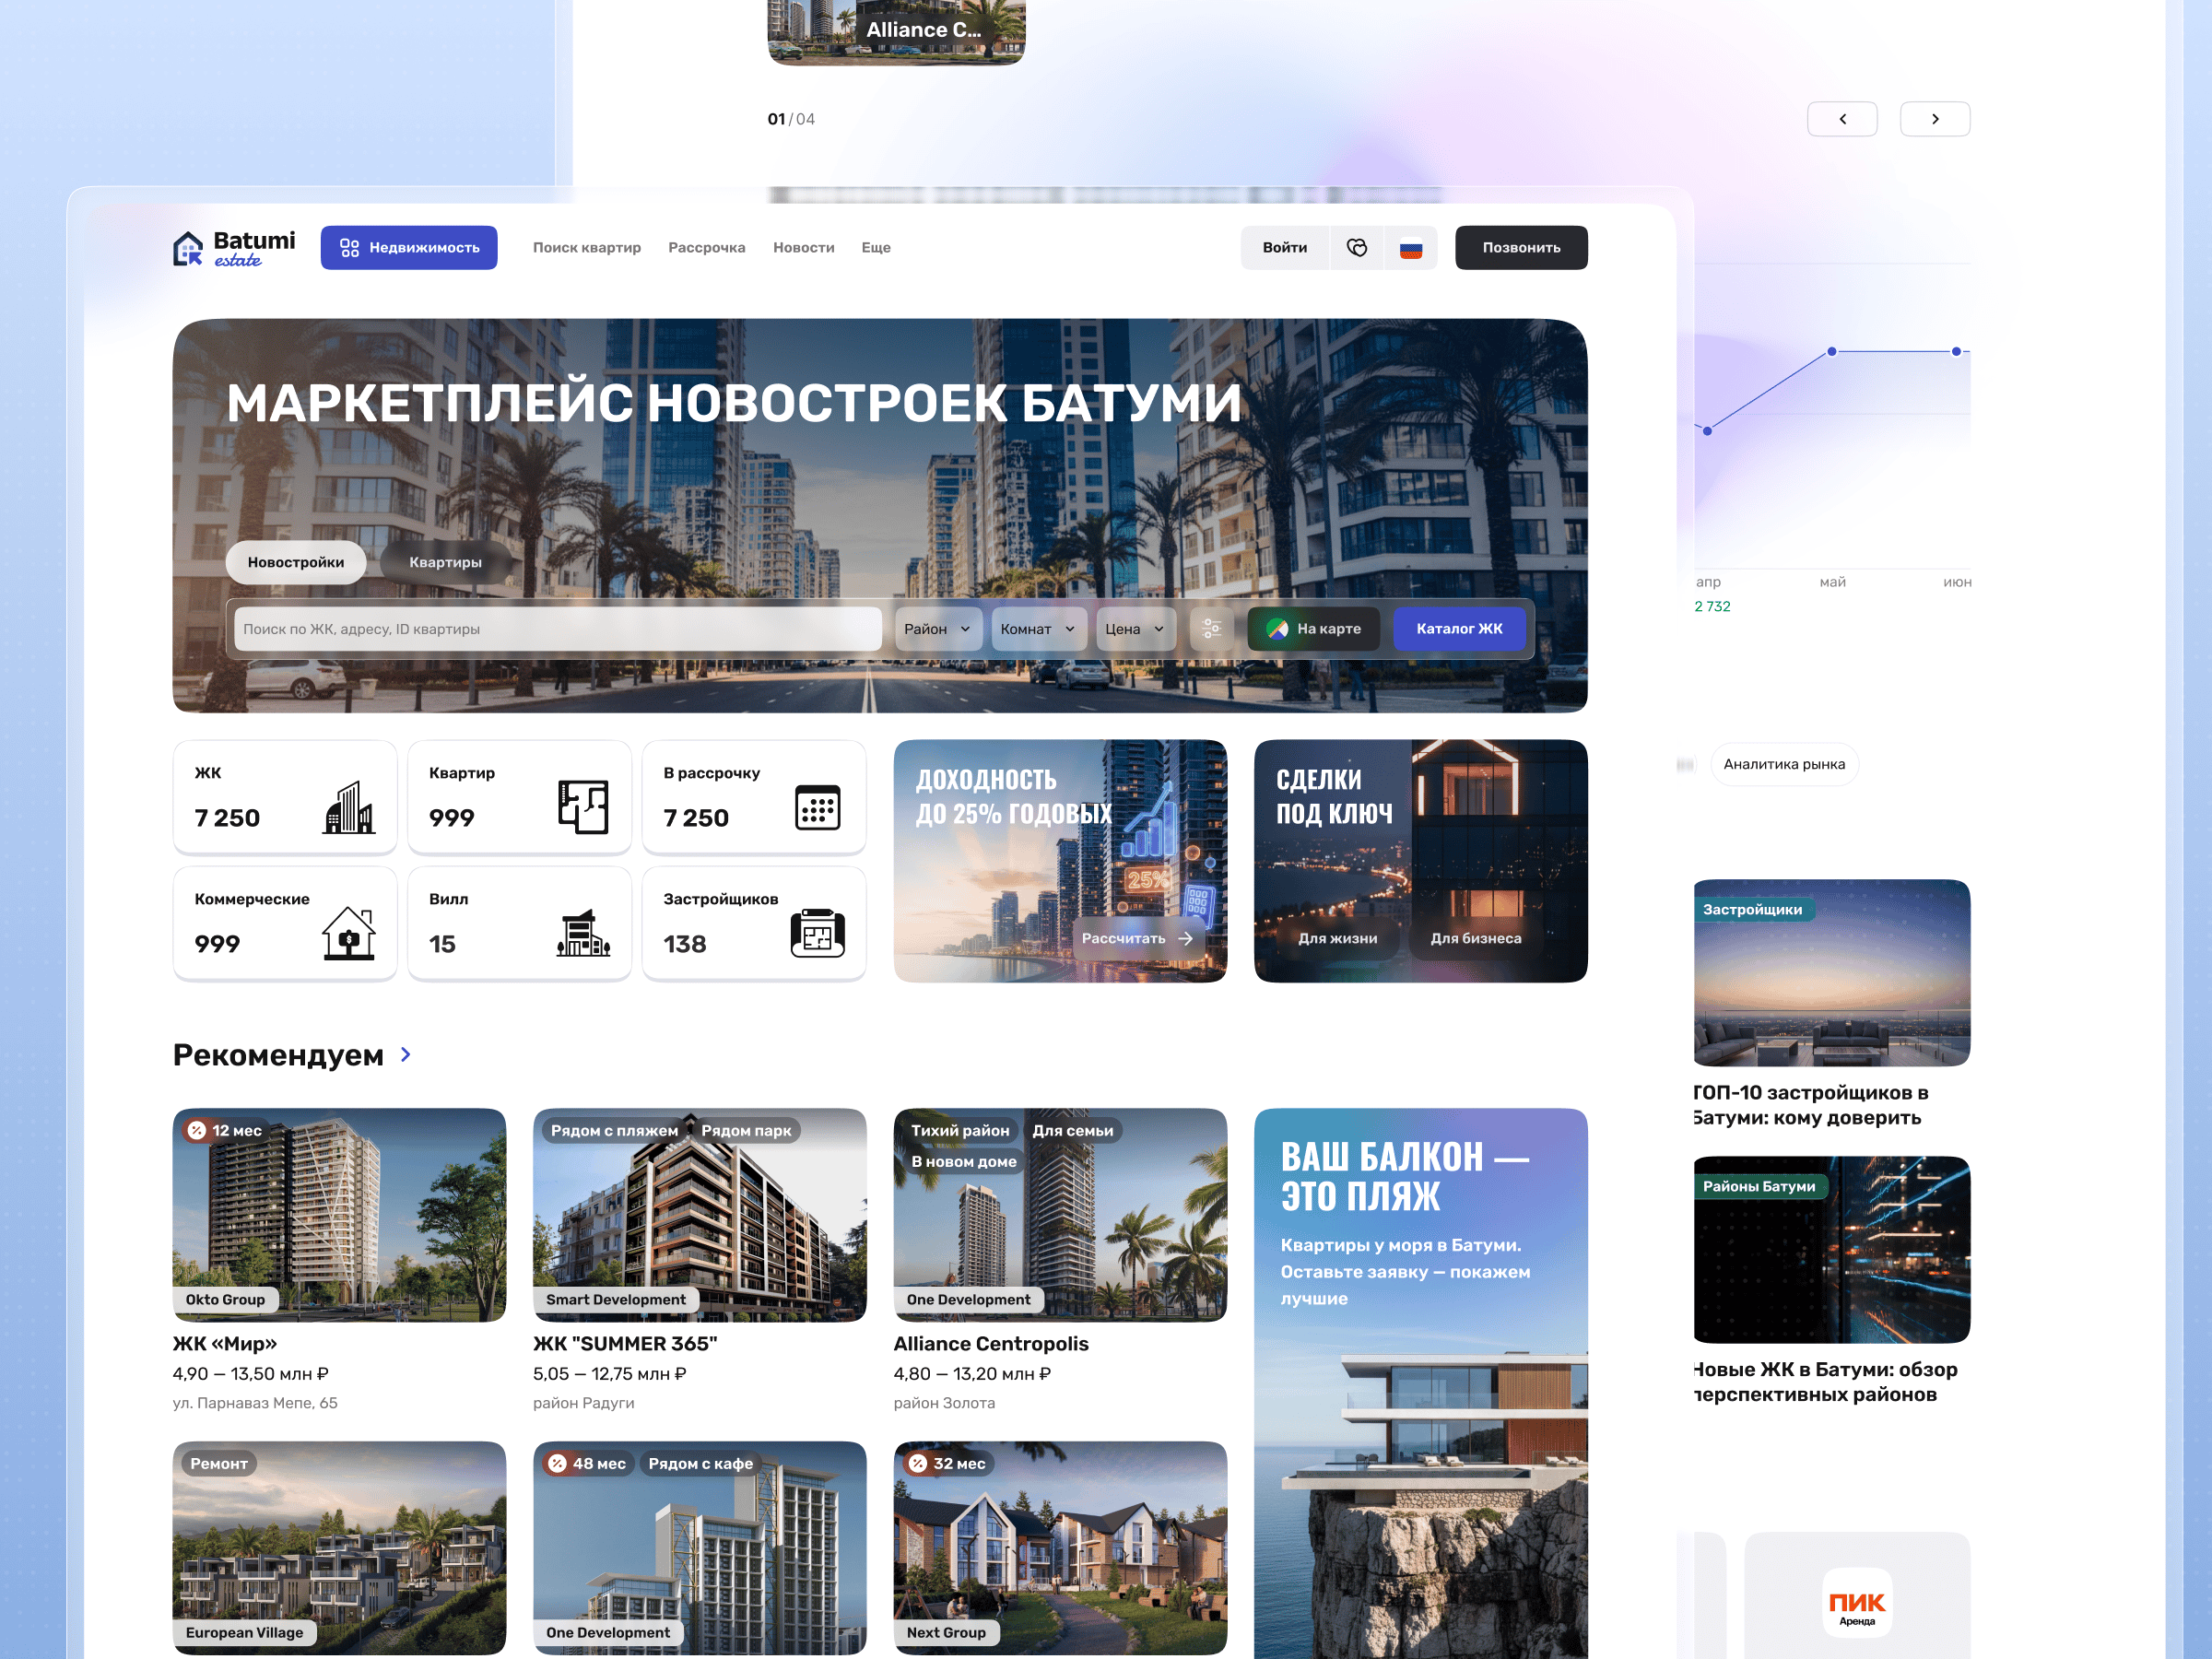 Alliance C...
01 / 04
Batumi
estate
Недвижимость
Поиск квартир
Рассрочка
Новости
Еще
Войти
Позвонить
МАРКЕТПЛЕЙС НОВОСТРОЕК БАТУМИ
Новостройки
Квартиры
Поиск по ЖК, адресу, ID квартиры
Район
Комнат
Цена
На карте
Каталог ЖК
апр
май
июн
2 732
ЖК
7 250
Квартир
999
В рассрочку
7 250
Коммерческие
999
Вилл
15
Застройщиков
138
ДОХОДНОСТЬ
ДО 25% ГОДОВЫХ
25%
Рассчитать
СДЕЛКИ
ПОД КЛЮЧ
Для жизни
Для бизнеса
Аналитика рынка
Застройщики
ТОП-10 застройщиков в
Батуми: кому доверить
Районы Батуми
Новые ЖК в Батуми: обзор
перспективных районов
Рекомендуем
12 мес
Okto Group
ЖК «Мир»
4,90 — 13,50 млн ₽
ул. Парнаваз Мепе, 65
Рядом с пляжем
Рядом парк
Smart Development
ЖК "SUMMER 365"
5,05 — 12,75 млн ₽
район Радуги
Тихий район
Для семьи
В новом доме
One Development
Alliance Centropolis
4,80 — 13,20 млн ₽
район Золота
ВАШ БАЛКОН —
ЭТО ПЛЯЖ
Квартиры у моря в Батуми.
Оставьте заявку — покажем
лучшие
Ремонт
European Village
48 мес
Рядом с кафе
One Development
32 мес
Next Group
ПИК
Аренда